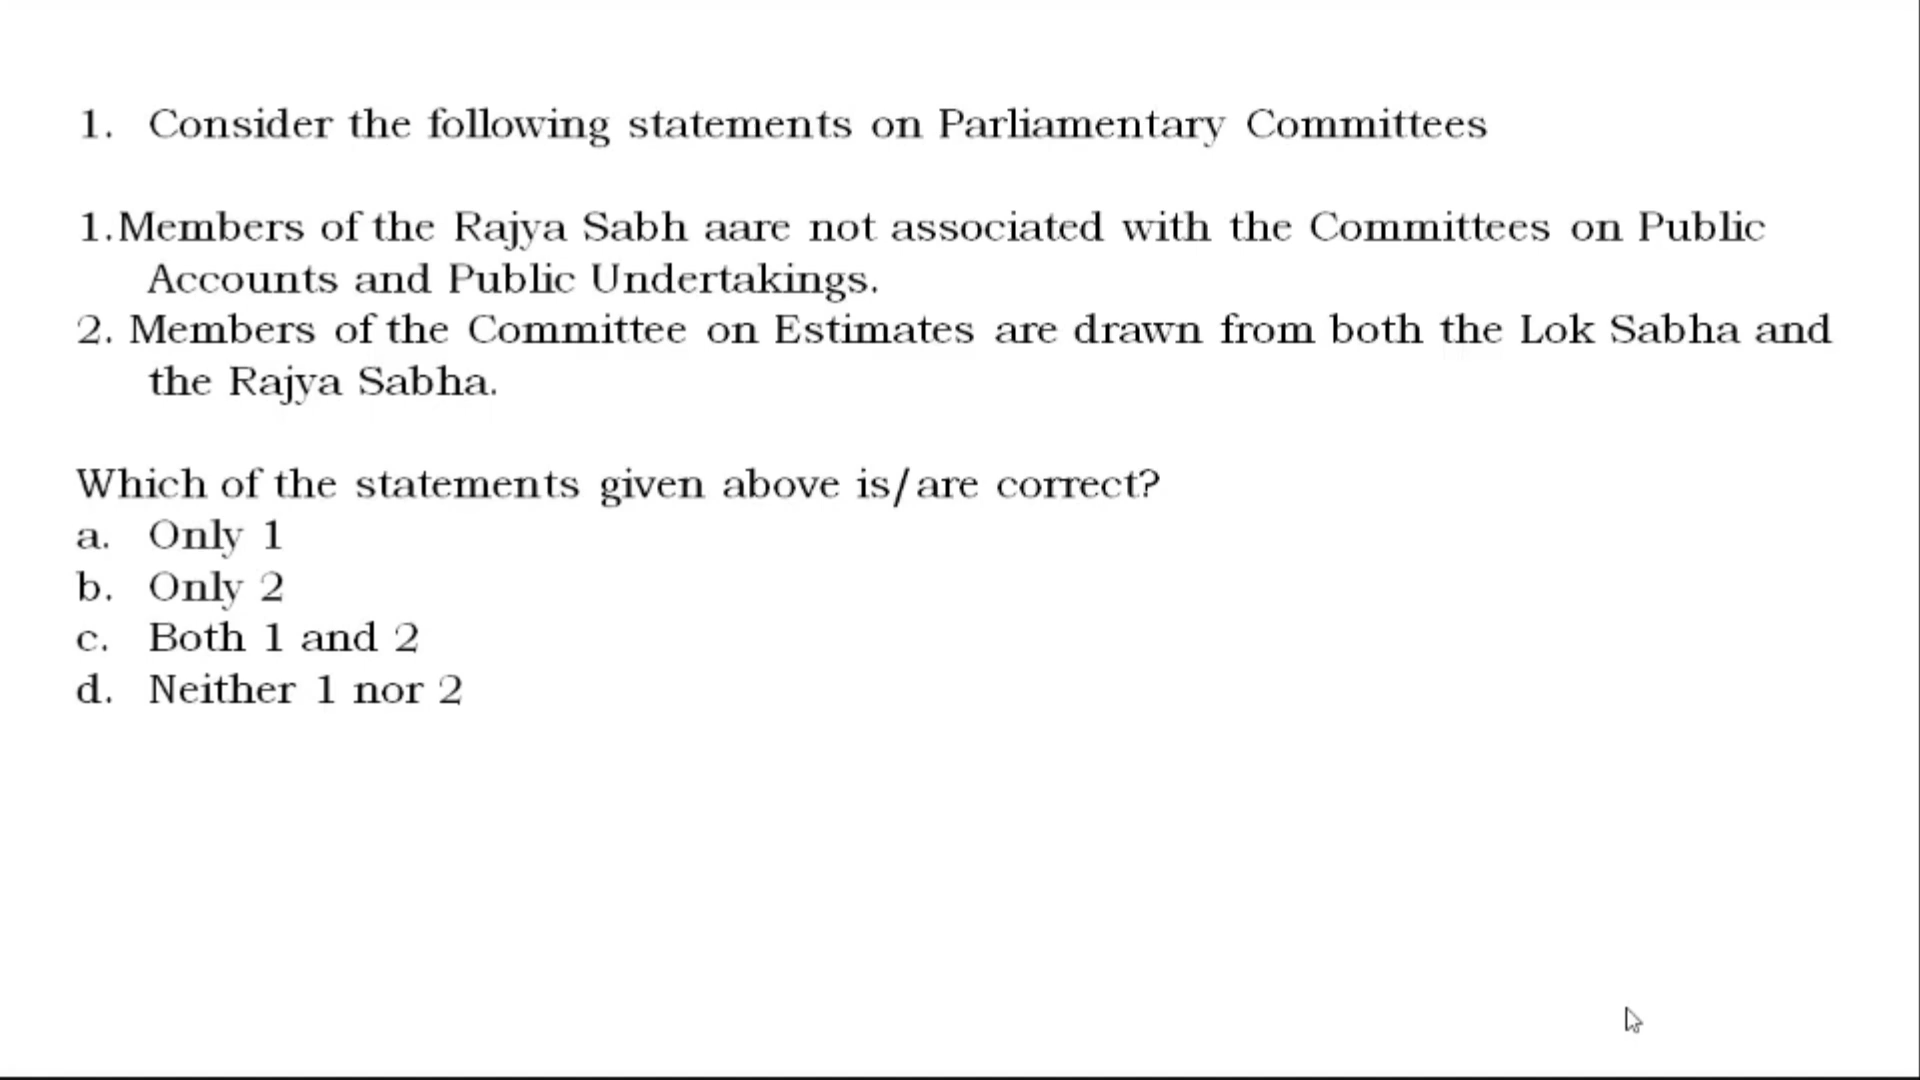 1. Consider the following statements on Parliamentary Committees
1.Members of the Rajya Sabh aare not associated with the Committees on Public
Accounts and Public Undertakings.
2. Members of the Committee on Estimates are drawn from both the Lok Sabha and
the Rajya Sabha.
Which of the statements given above is/are correct?
a. Only 1
b. Only 2
c. Both 1 and 2
d. Neither 1 nor 2